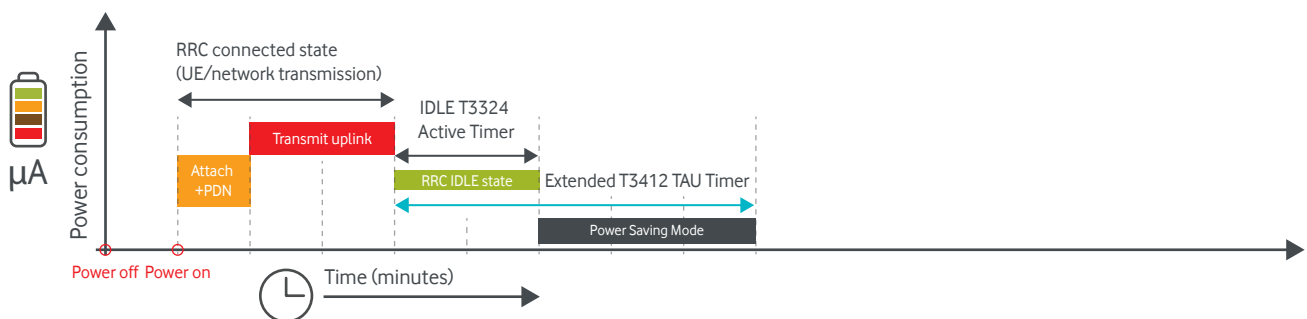 Power consumption
μA
RRC connected state
(UE/network transmission)
IDLE T3324
Active Timer
Transmit uplink
Attach
+PDN
RRC IDLE state
Extended T3412 TAU Timer
Power Saving Mode
Power off
Power on
Time (minutes)